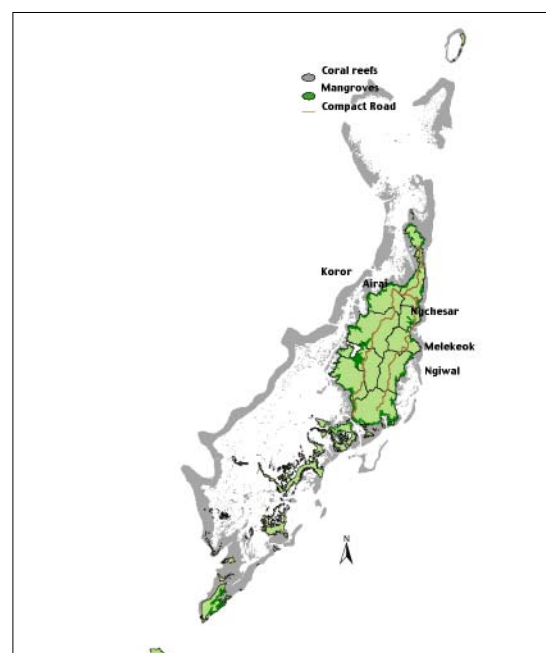 Coral reefs
Mangroves
Compact Road
Koror
Airai
Ngchesar
Melekeok
Ngiwal
N